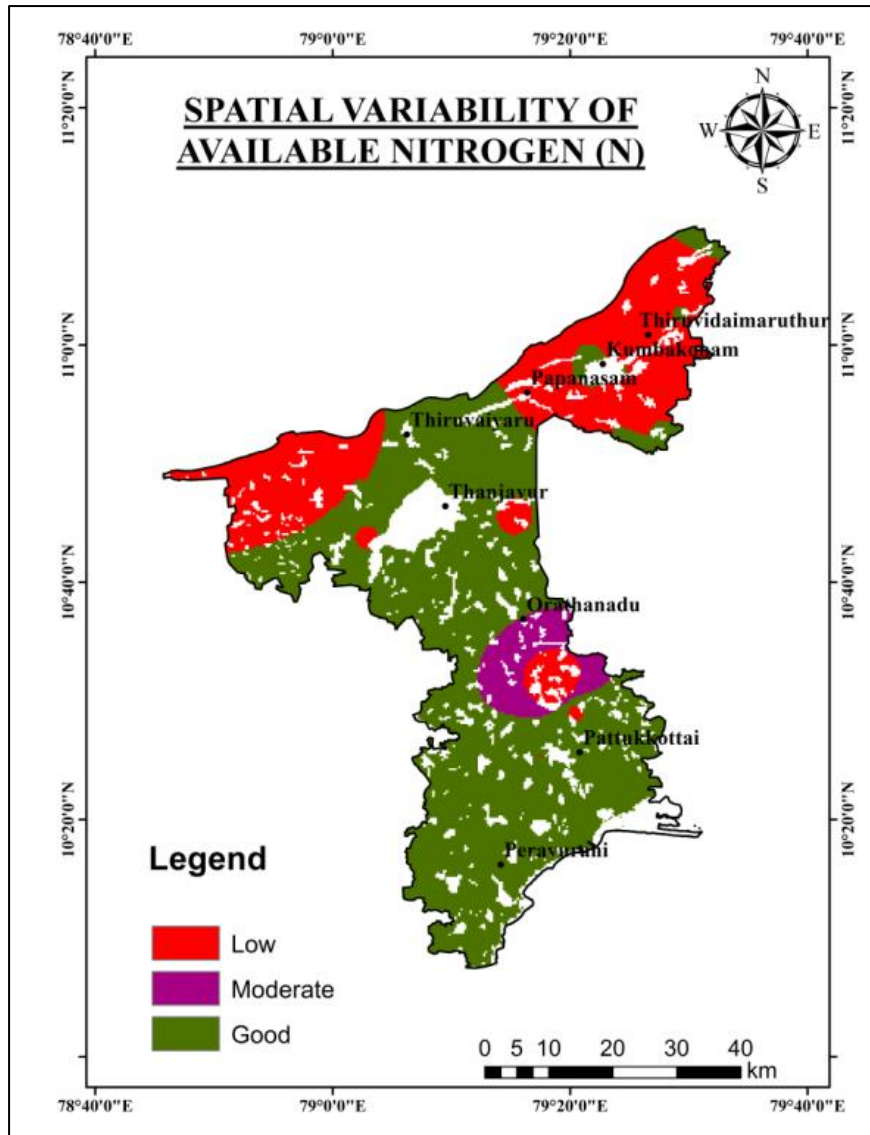 78°40'0"E 79°0'0"E 79°20'0"E 79°40'0"E
SPATIAL VARIABILITY OF
AVAILABLE NITROGEN (N)
N
W E
S
11°20'0"N 11°20'0"N
Thiruvidaimaruthur
11°0'0"N 11°0'0"N
Kumbakonam
Papanasam
Thiruvaiyaru
Thanjavur
10°40'0"N 10°40'0"N
Orathanadu
Pattukkottai
10°20'0"N 10°20'0"N
Peravuruni
Legend
Low
Moderate
Good
0 5 10 20 30 40
km
78°40'0"E 79°0'0"E 79°20'0"E 79°40'0"E